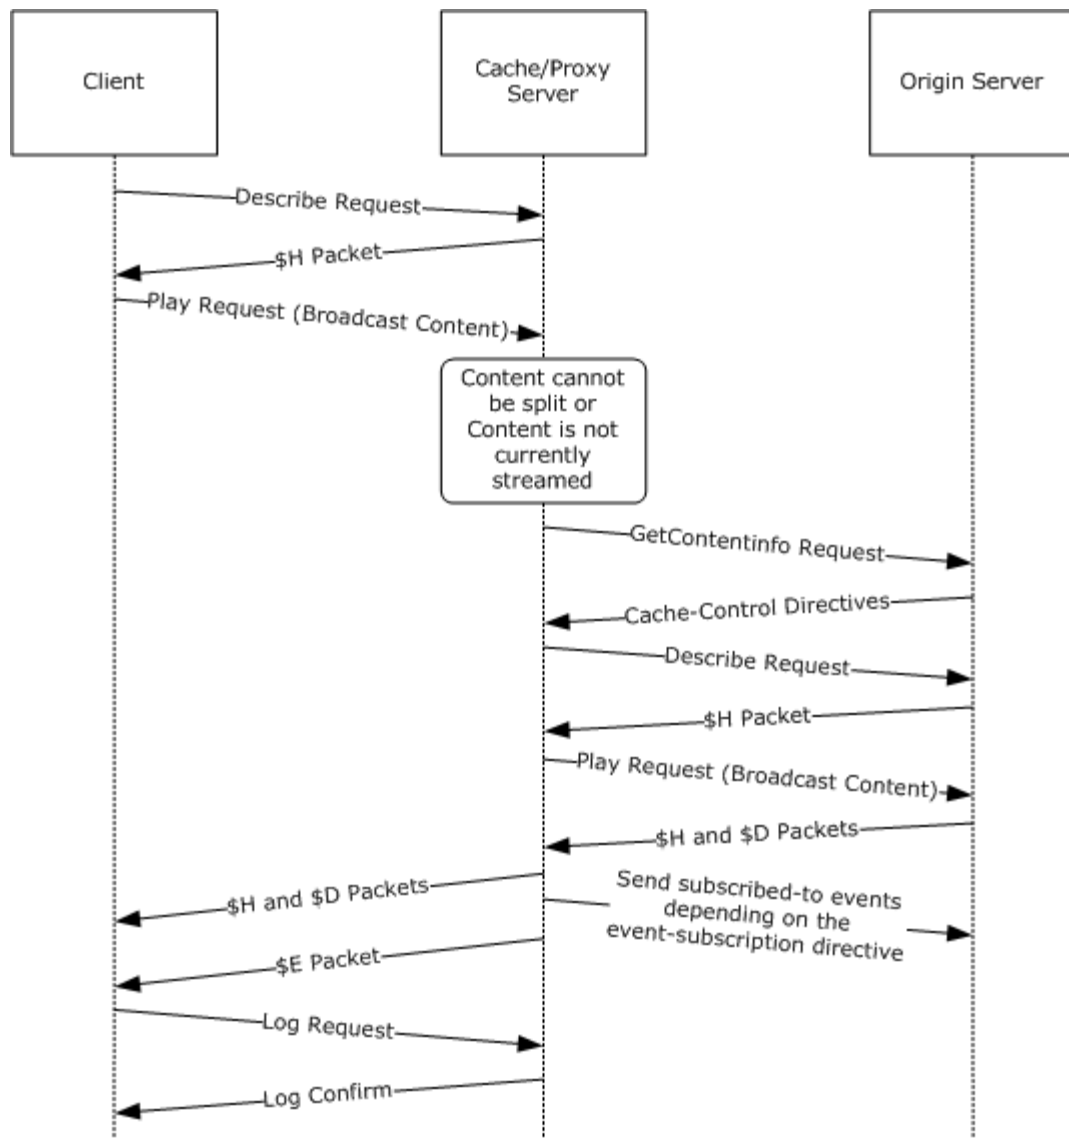 Client
Cache/Proxy
Server
Origin Server
Describe Request
$H Packet
Play Request (Broadcast Content)
Content cannot
be split or
Content is not
currently
streamed
GetContentinfo Request
Cache-Control Directives
Describe Request
$H Packet
Play Request (Broadcast Content)
$H and $D Packets
$H and $D Packets
Send subscribed-to events
depending on the
event-subscription directive
$E Packet
Log Request
Log Confirm